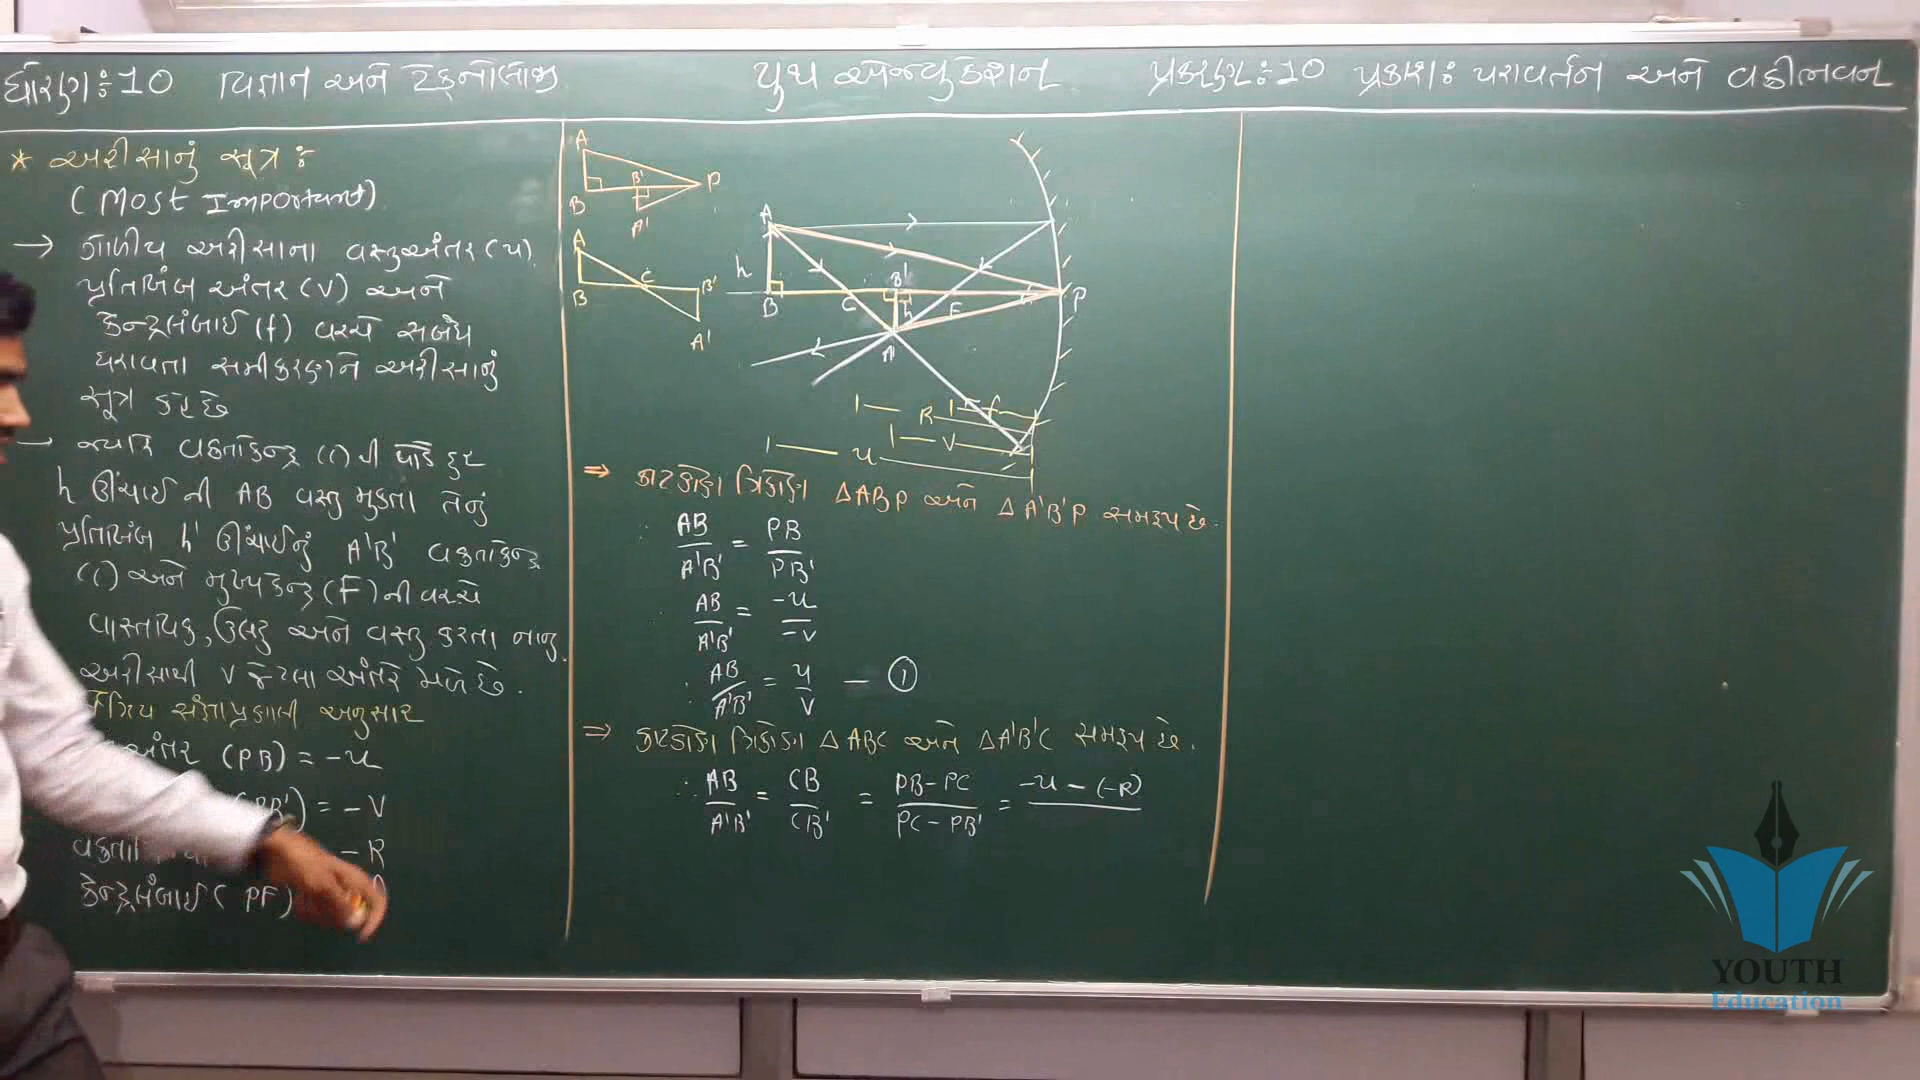 ધોરણ : 10 વિજ્ઞાન અને ટેક્નોલોજી યુથ એજ્યુકેશન પ્રકરણ : 10 પ્રકાશ : પરાવર્તન અને વક્રીભવન
* અરીસાનું સૂત્ર :
(Most Important)
→ ગોળીય અરીસાના વસ્તુઅંતર (u)
પ્રતિબિંબ અંતર (V) અને
કેન્દ્રલંબાઈ (f) વચ્ચે સબંધ
ધરાવતા સમીકરણને અરીસાનું
સૂત્ર કહે છે
→ જ્યારે વક્રતાકેન્દ્ર (C) ની પાછળ દુર
h ઊંચાઈ ની AB વસ્તુ મુકતા તેનું
પ્રતિબિંબ h' ઊંચાઈનું A'B' વક્રતાકેન્દ્ર
(C) અને મુખ્યકેન્દ્ર (F) ની વચ્ચે
વાસ્તવિક, ઉલટુ અને વસ્તુ કરતા નાનુ
અરીસાથી V જેટલા અંતરે મળે છે.
સંજ્ઞાપ્રણાલી અનુસાર
અંતર (PB) = -u
(PB') = -V
-R
કેન્દ્રલંબાઈ (PF)
A
B
B'
A'
P
A
B
C
B'
A'
A
h
B
C
B'
h'
F
P
A'
f
R
V
u
⇒ કાટકોણ ત્રિકોણ ΔABP અને ΔA'B'P સમરૂપ છે.
∴ AB/A'B' = PB/PB'
∴ AB/A'B' = -u/-v
∴ AB/A'B' = u/v — ①
⇒ કાટકોણ ત્રિકોણ ΔABC અને ΔA'B'C સમરૂપ છે.
∴ AB/A'B' = CB/CB' = PB-PC/PC-PB' = -u-(-R)
YOUTH
Education